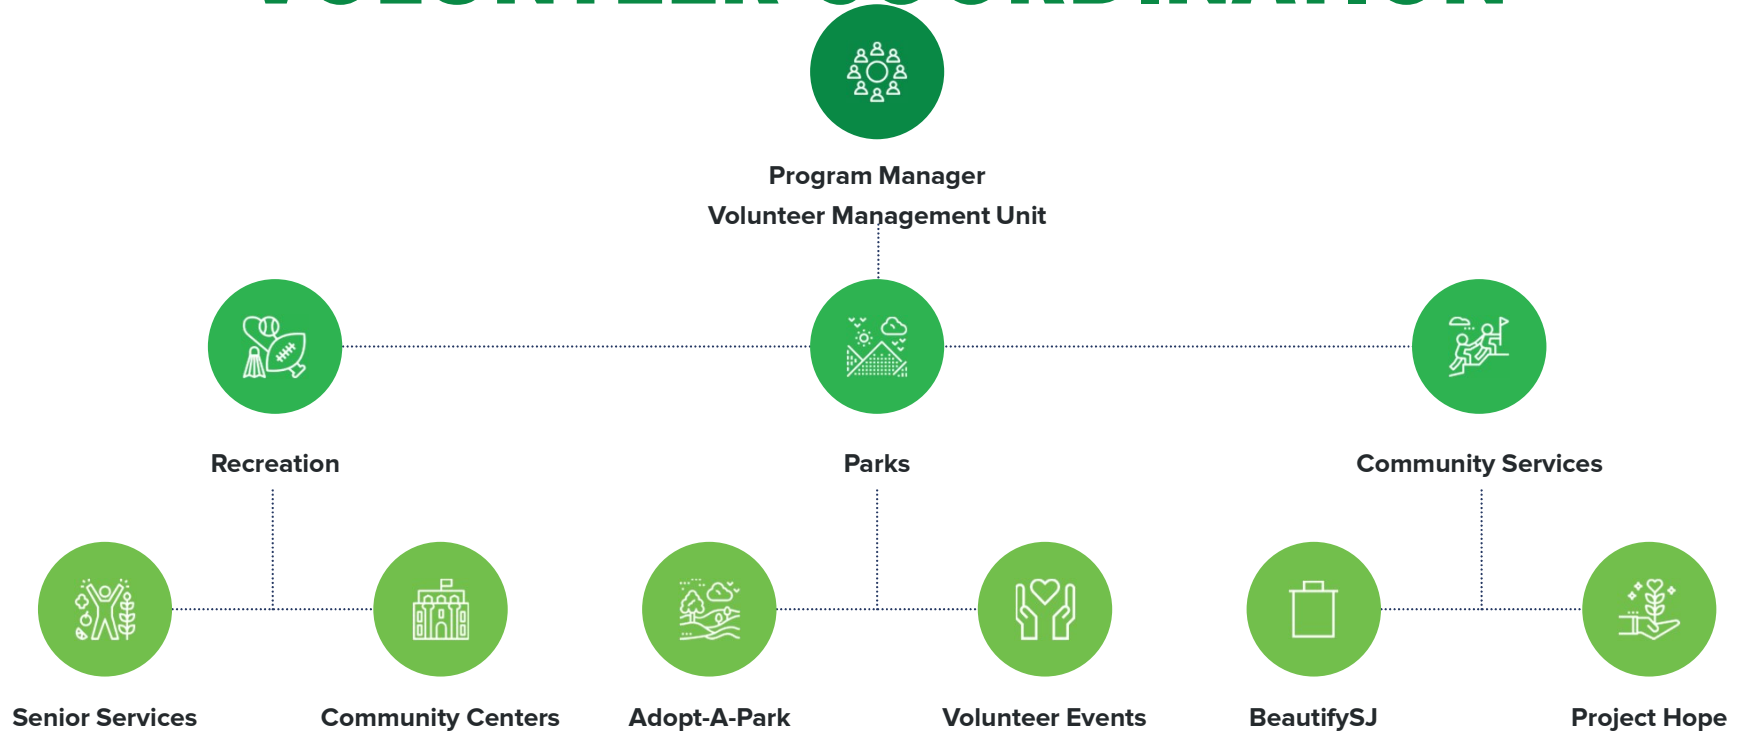 Program Manager
Volunteer Management Unit
Recreation
Parks
Community Services
Senior Services
Community Centers
Adopt-A-Park
Volunteer Events
BeautifySJ
Project Hope